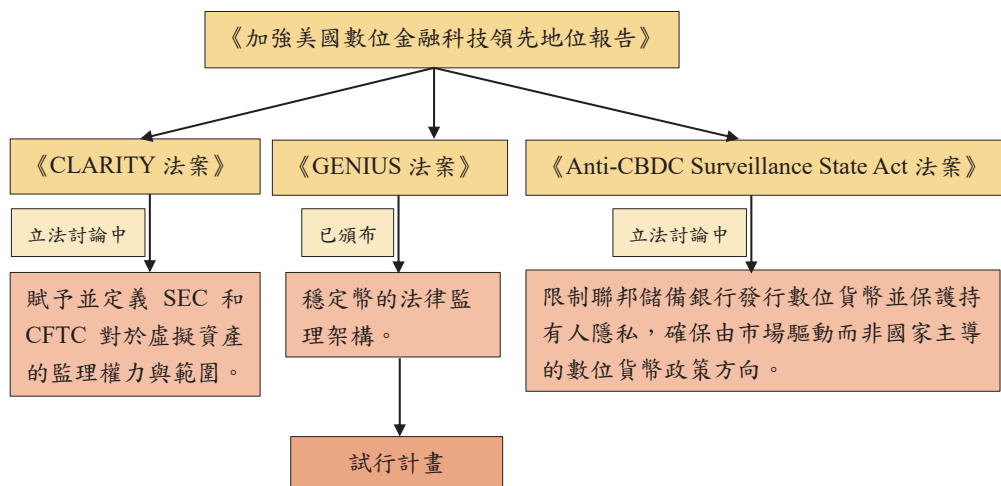 《加強美國數位金融科技領先地位報告》
《CLARITY 法案》
《GENIUS 法案》
《Anti-CBDC Surveillance State Act 法案》
立法討論中
已頒布
立法討論中
賦予並定義 SEC 和
CFTC 對於虛擬資產
的監理權力與範圍。
穩定幣的法律監
理架構。
限制聯邦儲備銀行發行數位貨幣並保護持
有人隱私，確保由市場驅動而非國家主導
的數位貨幣政策方向。
試行計畫